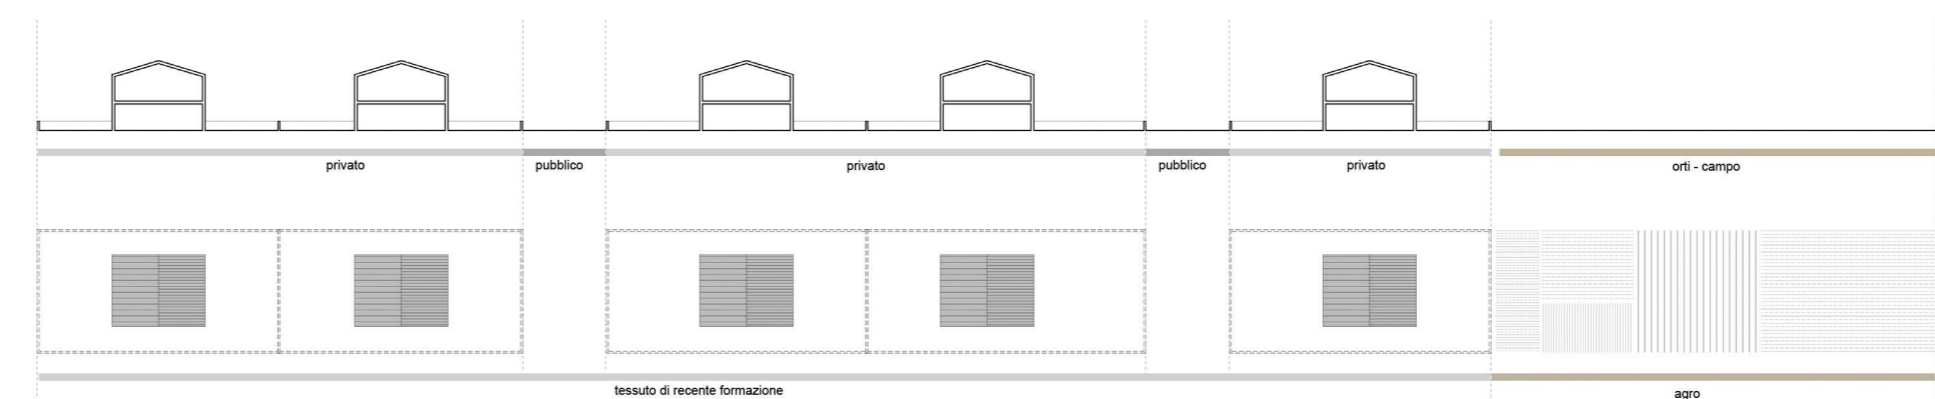 privato
pubblico
privato
pubblico
privato
orti - campo
tessuto di recente formazione
agro